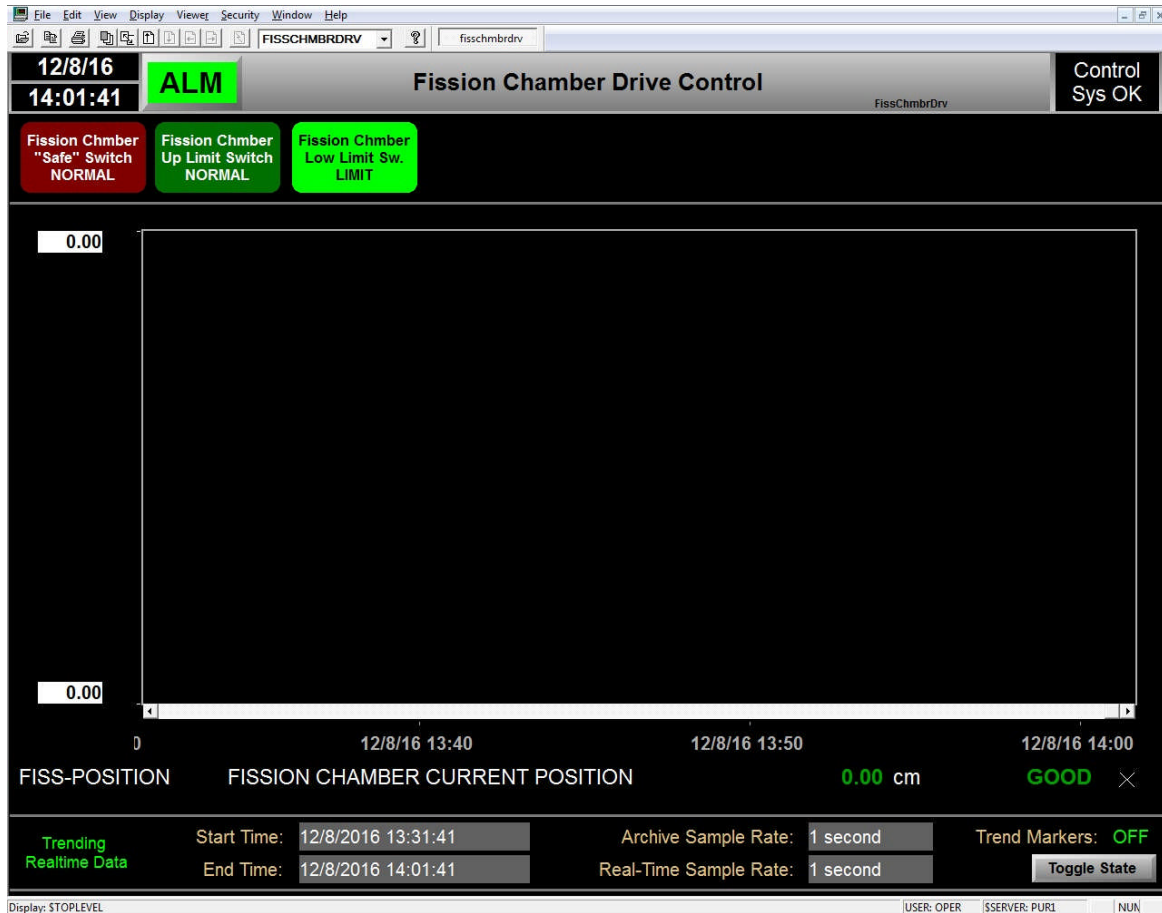 File Edit View Display Viewer Security Window Help
FISSCHMBRDRV fisschmbrdrv
12/8/16
14:01:41
ALM
Fission Chamber Drive Control
FissChmbrDrv
Control
Sys OK
Fission Chmber
"Safe" Switch
NORMAL
Fission Chmber
Up Limit Switch
NORMAL
Fission Chmber
Low Limit Sw.
LIMIT
0.00
0.00
0 12/8/16 13:40 12/8/16 13:50 12/8/16 14:00
FISS-POSITION FISSION CHAMBER CURRENT POSITION 0.00 cm GOOD
Trending
Realtime Data
Start Time: 12/8/2016 13:31:41
End Time: 12/8/2016 14:01:41
Archive Sample Rate: 1 second
Real-Time Sample Rate: 1 second
Trend Markers: OFF
Toggle State
Display: $TOPLEVEL USER: OPER $SERVER: PUR1 NUM